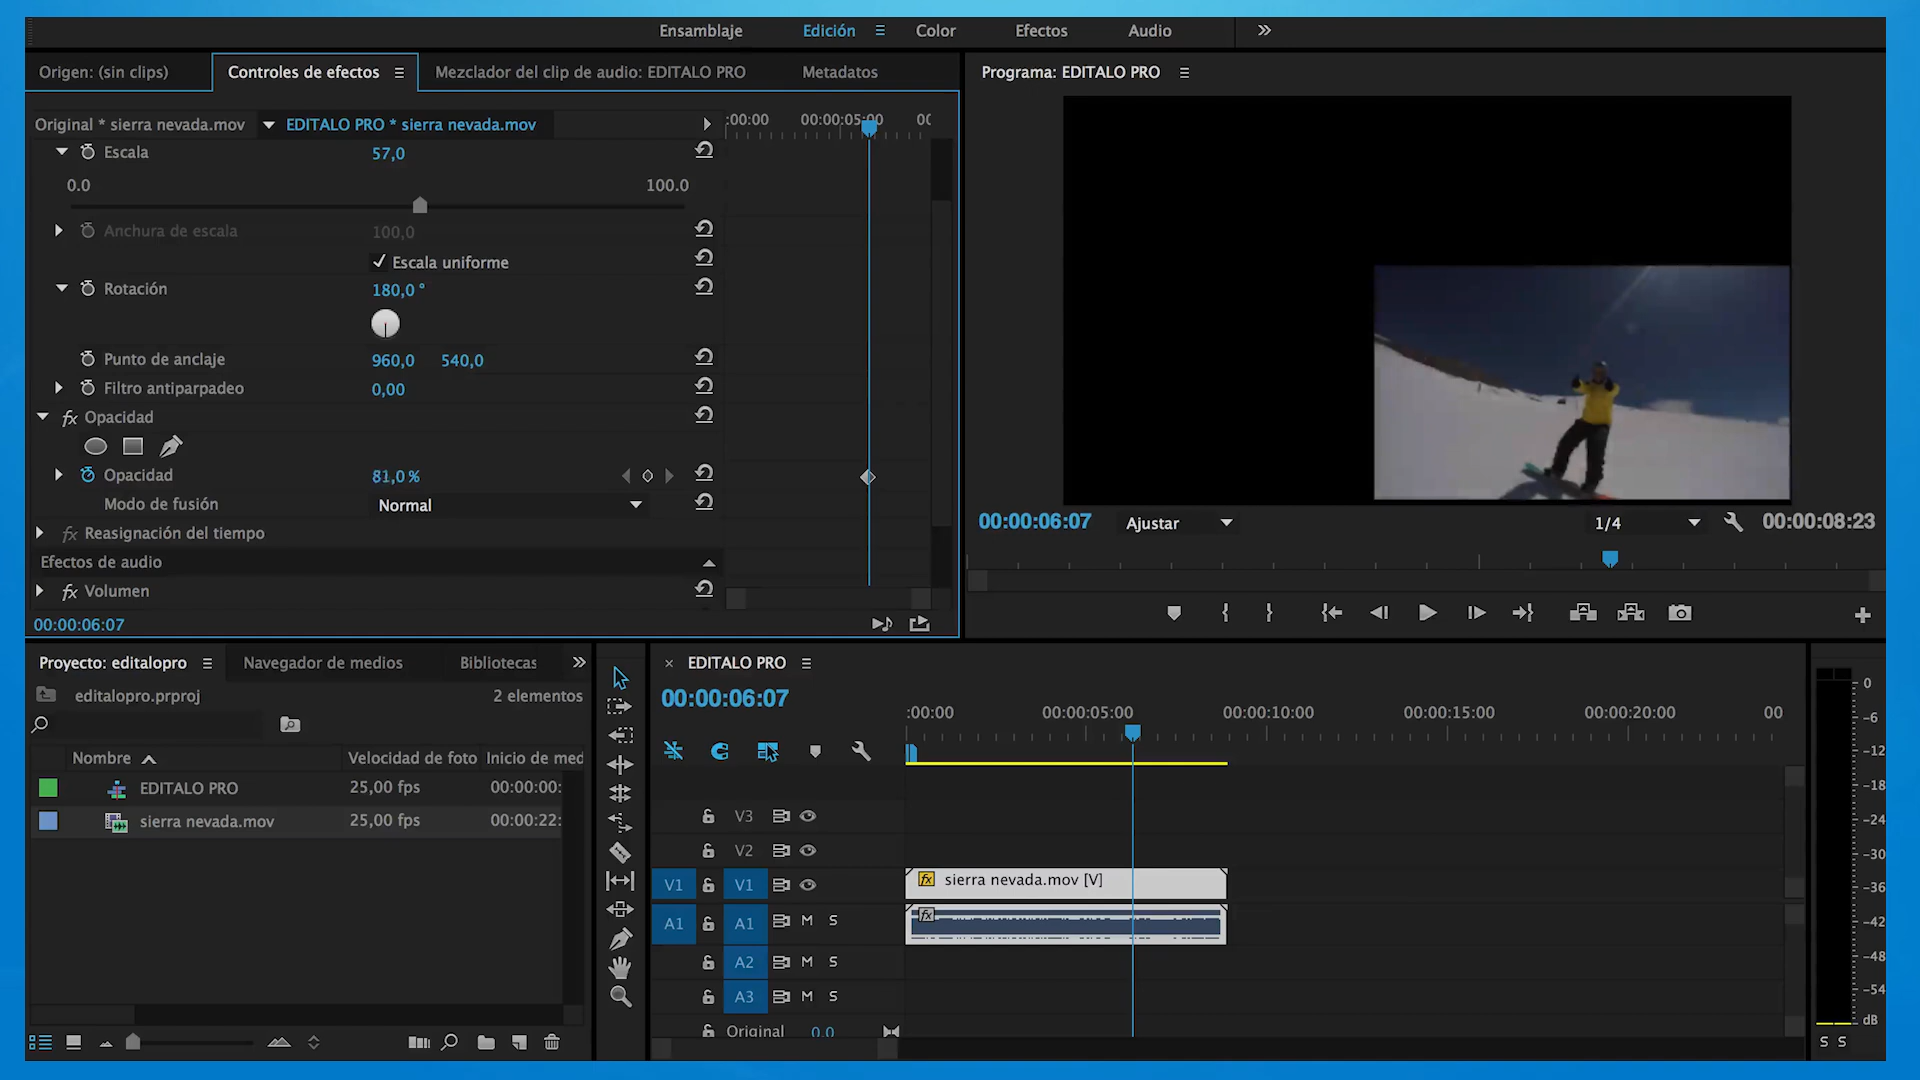 Ensamblaje Edición Color Efectos Audio
Origen: (sin clips) Controles de efectos Mezclador del clip de audio: EDITALO PRO Metadatos
Programa: EDITALO PRO
Original * sierra nevada.mov EDITALO PRO * sierra nevada.mov
:00:00 00:00:05:00 00
Escala 57,0
0.0 100.0
Anchura de escala 100,0
Escala uniforme
Rotación 180,0 °
Punto de anclaje 960,0 540,0
Filtro antiparpadeo 0,00
fx Opacidad
Opacidad 81,0 %
Modo de fusión Normal
fx Reasignación del tiempo
Efectos de audio
fx Volumen
00:00:06:07
00:00:06:07 Ajustar 1/4 00:00:08:23
Proyecto: editalopro Navegador de medios Bibliotecas
editalopro.prproj 2 elementos
Nombre Velocidad de foto Inicio de med
EDITALO PRO 25,00 fps 00:00:00:
sierra nevada.mov 25,00 fps 00:00:22:
× EDITALO PRO
00:00:06:07
:00:00 00:00:05:00 00:00:10:00 00:00:15:00 00:00:20:00 00
V3
V2
V1 V1 fx sierra nevada.mov [V]
A1 A1 M S fx
A2 M S
A3 M S
Original 0,0
0
-6
-12
-18
-24
-30
-36
-42
-48
-54
dB
S S